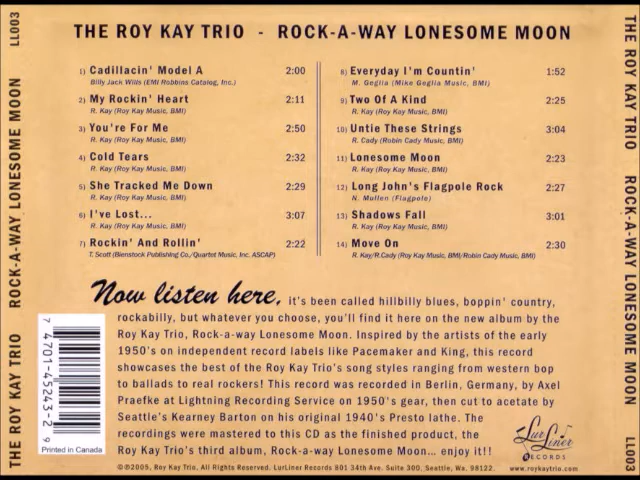 THE ROY KAY TRIO - ROCK-A-WAY LONESOME MOON
1) Cadillacin' Model A 2:00
Billy Jack Wills (EMI Robbins Catalog, Inc.)
2) My Rockin' Heart 2:11
R. Kay (Roy Kay Music, BMI)
3) You're For Me 2:50
R. Kay (Roy Kay Music, BMI)
4) Cold Tears 2:32
R. Kay (Roy Kay Music, BMI)
5) She Tracked Me Down 2:29
R. Kay (Roy Kay Music, BMI)
6) I've Lost... 3:07
R. Kay (Roy Kay Music, BMI)
7) Rockin' And Rollin' 2:22
T. Scott (Bienstock Publishing Co./Quartet Music, Inc. ASCAP)
8) Everyday I'm Countin' 1:52
M. Geglia (Mike Geglia Music, BMI)
9) Two Of A Kind 2:25
R. Kay (Roy Kay Music, BMI)
10) Untie These Strings 3:04
R. Cady (Robin Cady Music, BMI)
11) Lonesome Moon 2:23
R. Kay (Roy Kay Music, BMI)
12) Long John's Flagpole Rock 2:27
N. Mullen (Flagpole)
13) Shadows Fall 3:01
R. Kay (Roy Kay Music, BMI)
14) Move On 2:30
R. Kay/R.Cady (Roy Kay Music, BMI/Robin Cady Music, BMI)
Now listen here, it's been called hillbilly blues, boppin' country,
rockabilly, but whatever you choose, you'll find it here on the new album by the
Roy Kay Trio, Rock-a-way Lonesome Moon. Inspired by the artists of the early
1950's on independent record labels like Pacemaker and King, this record
showcases the best of the Roy Kay Trio's song styles ranging from western bop
to ballads to real rockers! This record was recorded in Berlin, Germany, by Axel
Praefke at Lightning Recording Service on 1950's gear, then cut to acetate by
Seattle's Kearney Barton on his original 1940's Presto lathe. The
recordings were mastered to this CD as the finished product, the
Roy Kay Trio's third album, Rock-a-way Lonesome Moon... enjoy it!!
©©2005, Roy Kay Trio. All Rights Reserved. LurLiner Records 801 34th Ave. Suite 300, Seattle, Wa. 98122.
www.roykaytrio.com
Lur Liner
RECORDS
7 4701-45243-2 9
Printed in Canada
THE ROY KAY TRIO ROCK-A-WAY LONESOME MOON LL003
THE ROY KAY TRIO ROCK-A-WAY LONESOME MOON LL003